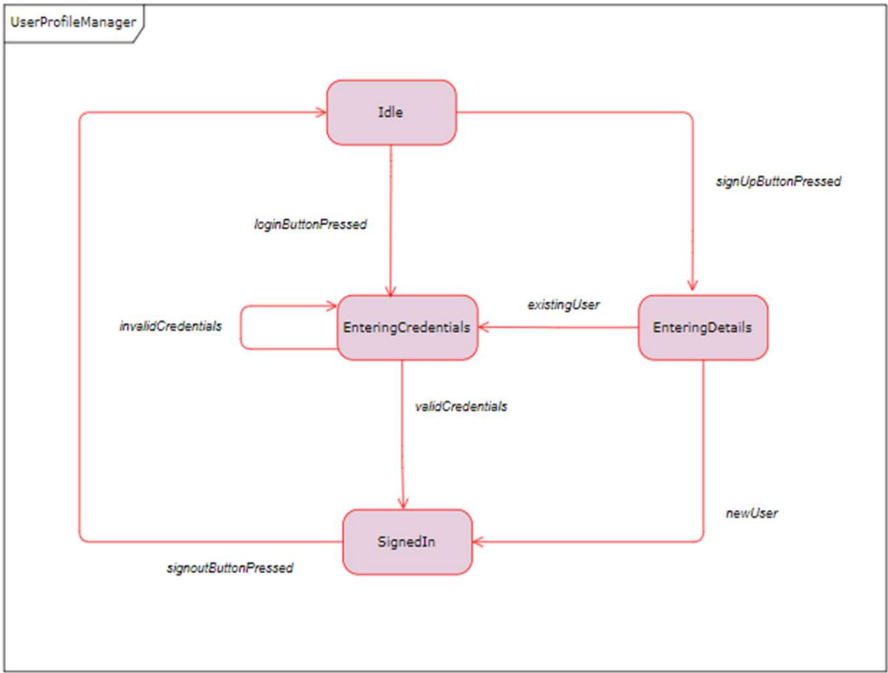 UserProfileManager
Idle
signUpButtonPressed
loginButtonPressed
existingUser
invalidCredentials
EnteringCredentials
EnteringDetails
validCredentials
newUser
SignedIn
signoutButtonPressed